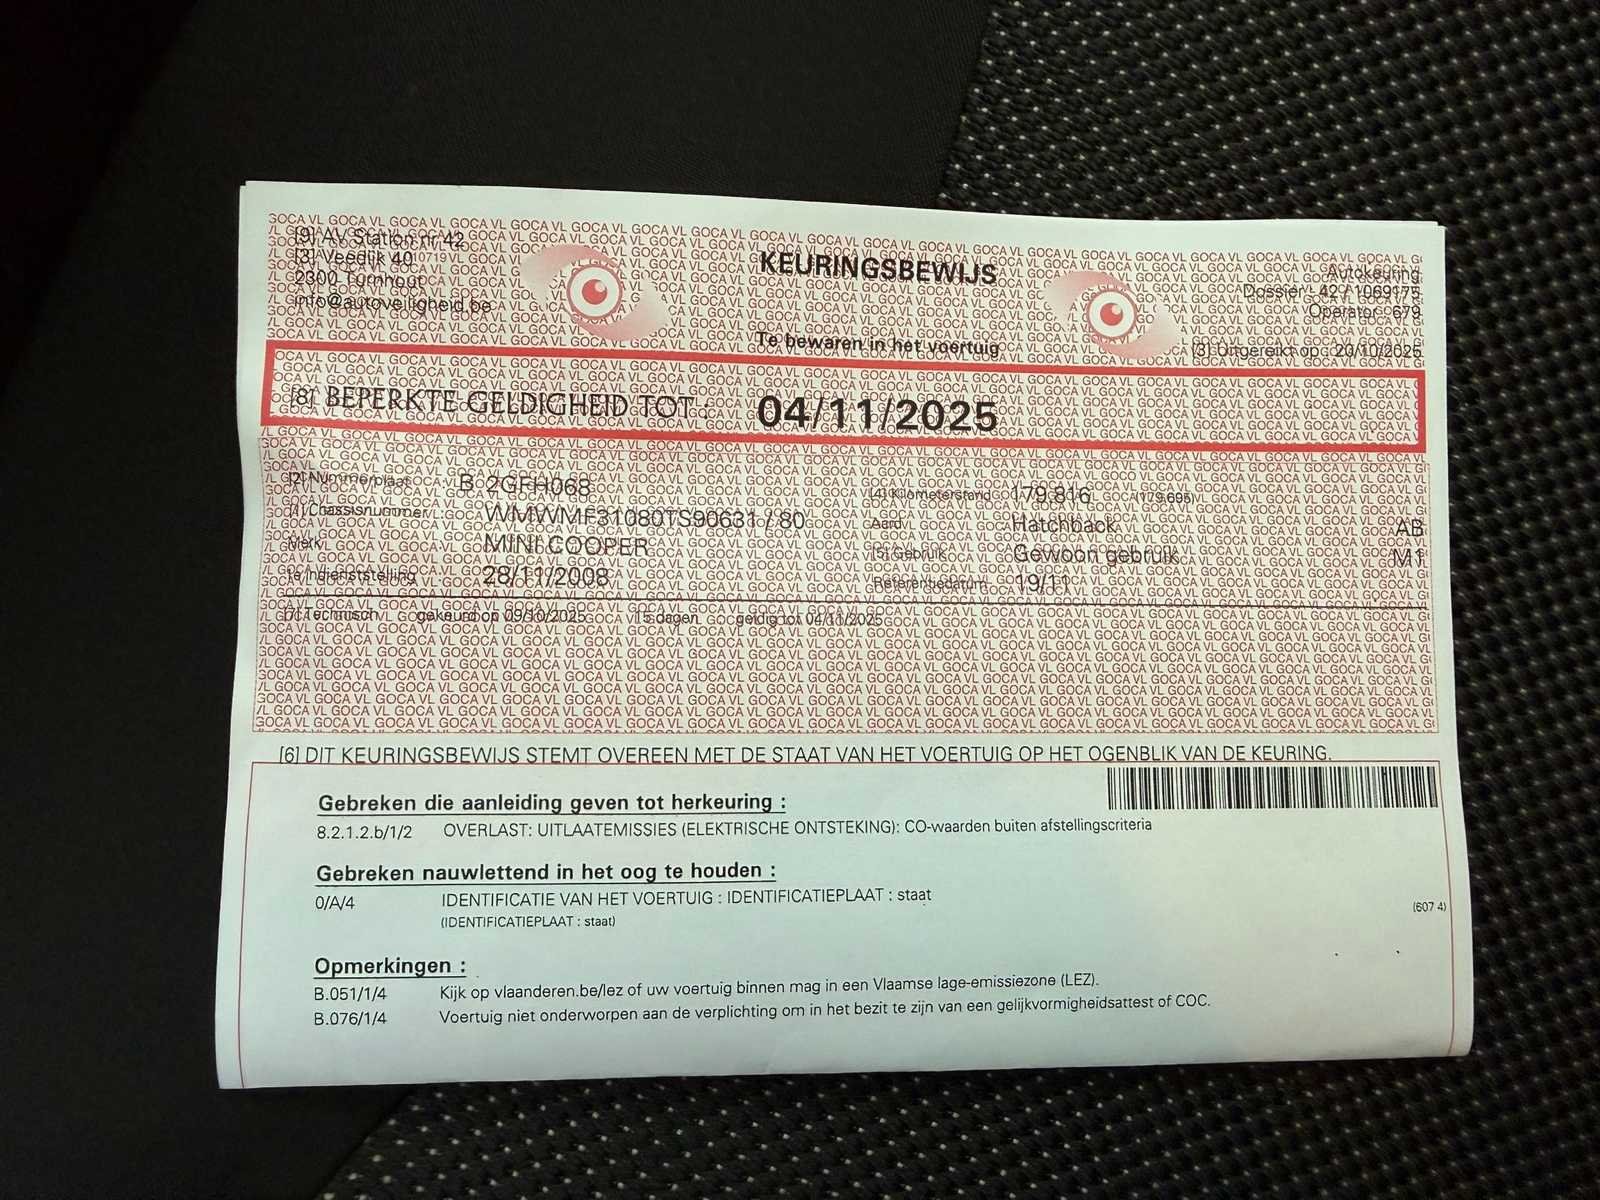 [9] AV Station nr 42
[3] Veedijk 40
2300 Turnhout
info@autoveiligheid.be
KEURINGSBEWIJS
Te bewaren in het voertuig
Autokeuring
Dossier : 42 / 1069175
Operator : 679
[3] Uitgereikt op : 20/10/2025
[8] BEPERKTE GELDIGHEID TOT : 04/11/2025
[2] Nummerplaat : B 2GFH068
[4] Kilometerstand : 179.816 (179.695)
[1] Chassisnummer : WMWMF31080TS90631 / 80
Aard : Hatchback AB
Merk : MINI COOPER
[5] Gebruik : Gewoon gebruik M1
1e Indienststelling : 28/11/2008
Referentiedatum : 19/11
[7] Technisch gekeurd op 09/10/2025 15 dagen geldig tot 04/11/2025
[6] DIT KEURINGSBEWIJS STEMT OVEREEN MET DE STAAT VAN HET VOERTUIG OP HET OGENBLIK VAN DE KEURING.
Gebreken die aanleiding geven tot herkeuring :
8.2.1.2.b/1/2 OVERLAST: UITLAATEMISSIES (ELEKTRISCHE ONTSTEKING): CO-waarden buiten afstellingscriteria
Gebreken nauwlettend in het oog te houden :
0/A/4 IDENTIFICATIE VAN HET VOERTUIG : IDENTIFICATIEPLAAT : staat
(IDENTIFICATIEPLAAT : staat)
(607 4)
Opmerkingen :
B.051/1/4 Kijk op vlaanderen.be/lez of uw voertuig binnen mag in een Vlaamse lage-emissiezone (LEZ).
B.076/1/4 Voertuig niet onderworpen aan de verplichting om in het bezit te zijn van een gelijkvormigheidsattest of COC.